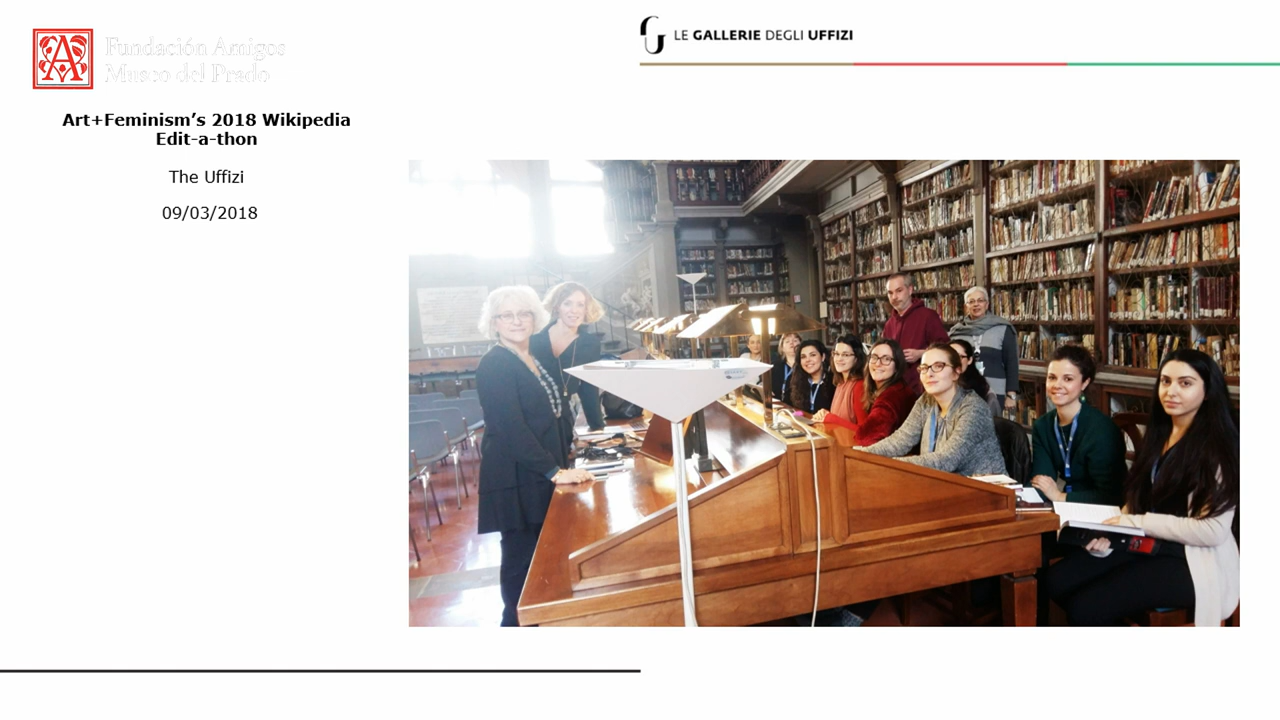 Fundación Amigos
Museo del Prado
LE GALLERIE DEGLI UFFIZI
Art+Feminism’s 2018 Wikipedia
Edit-a-thon
The Uffizi
09/03/2018